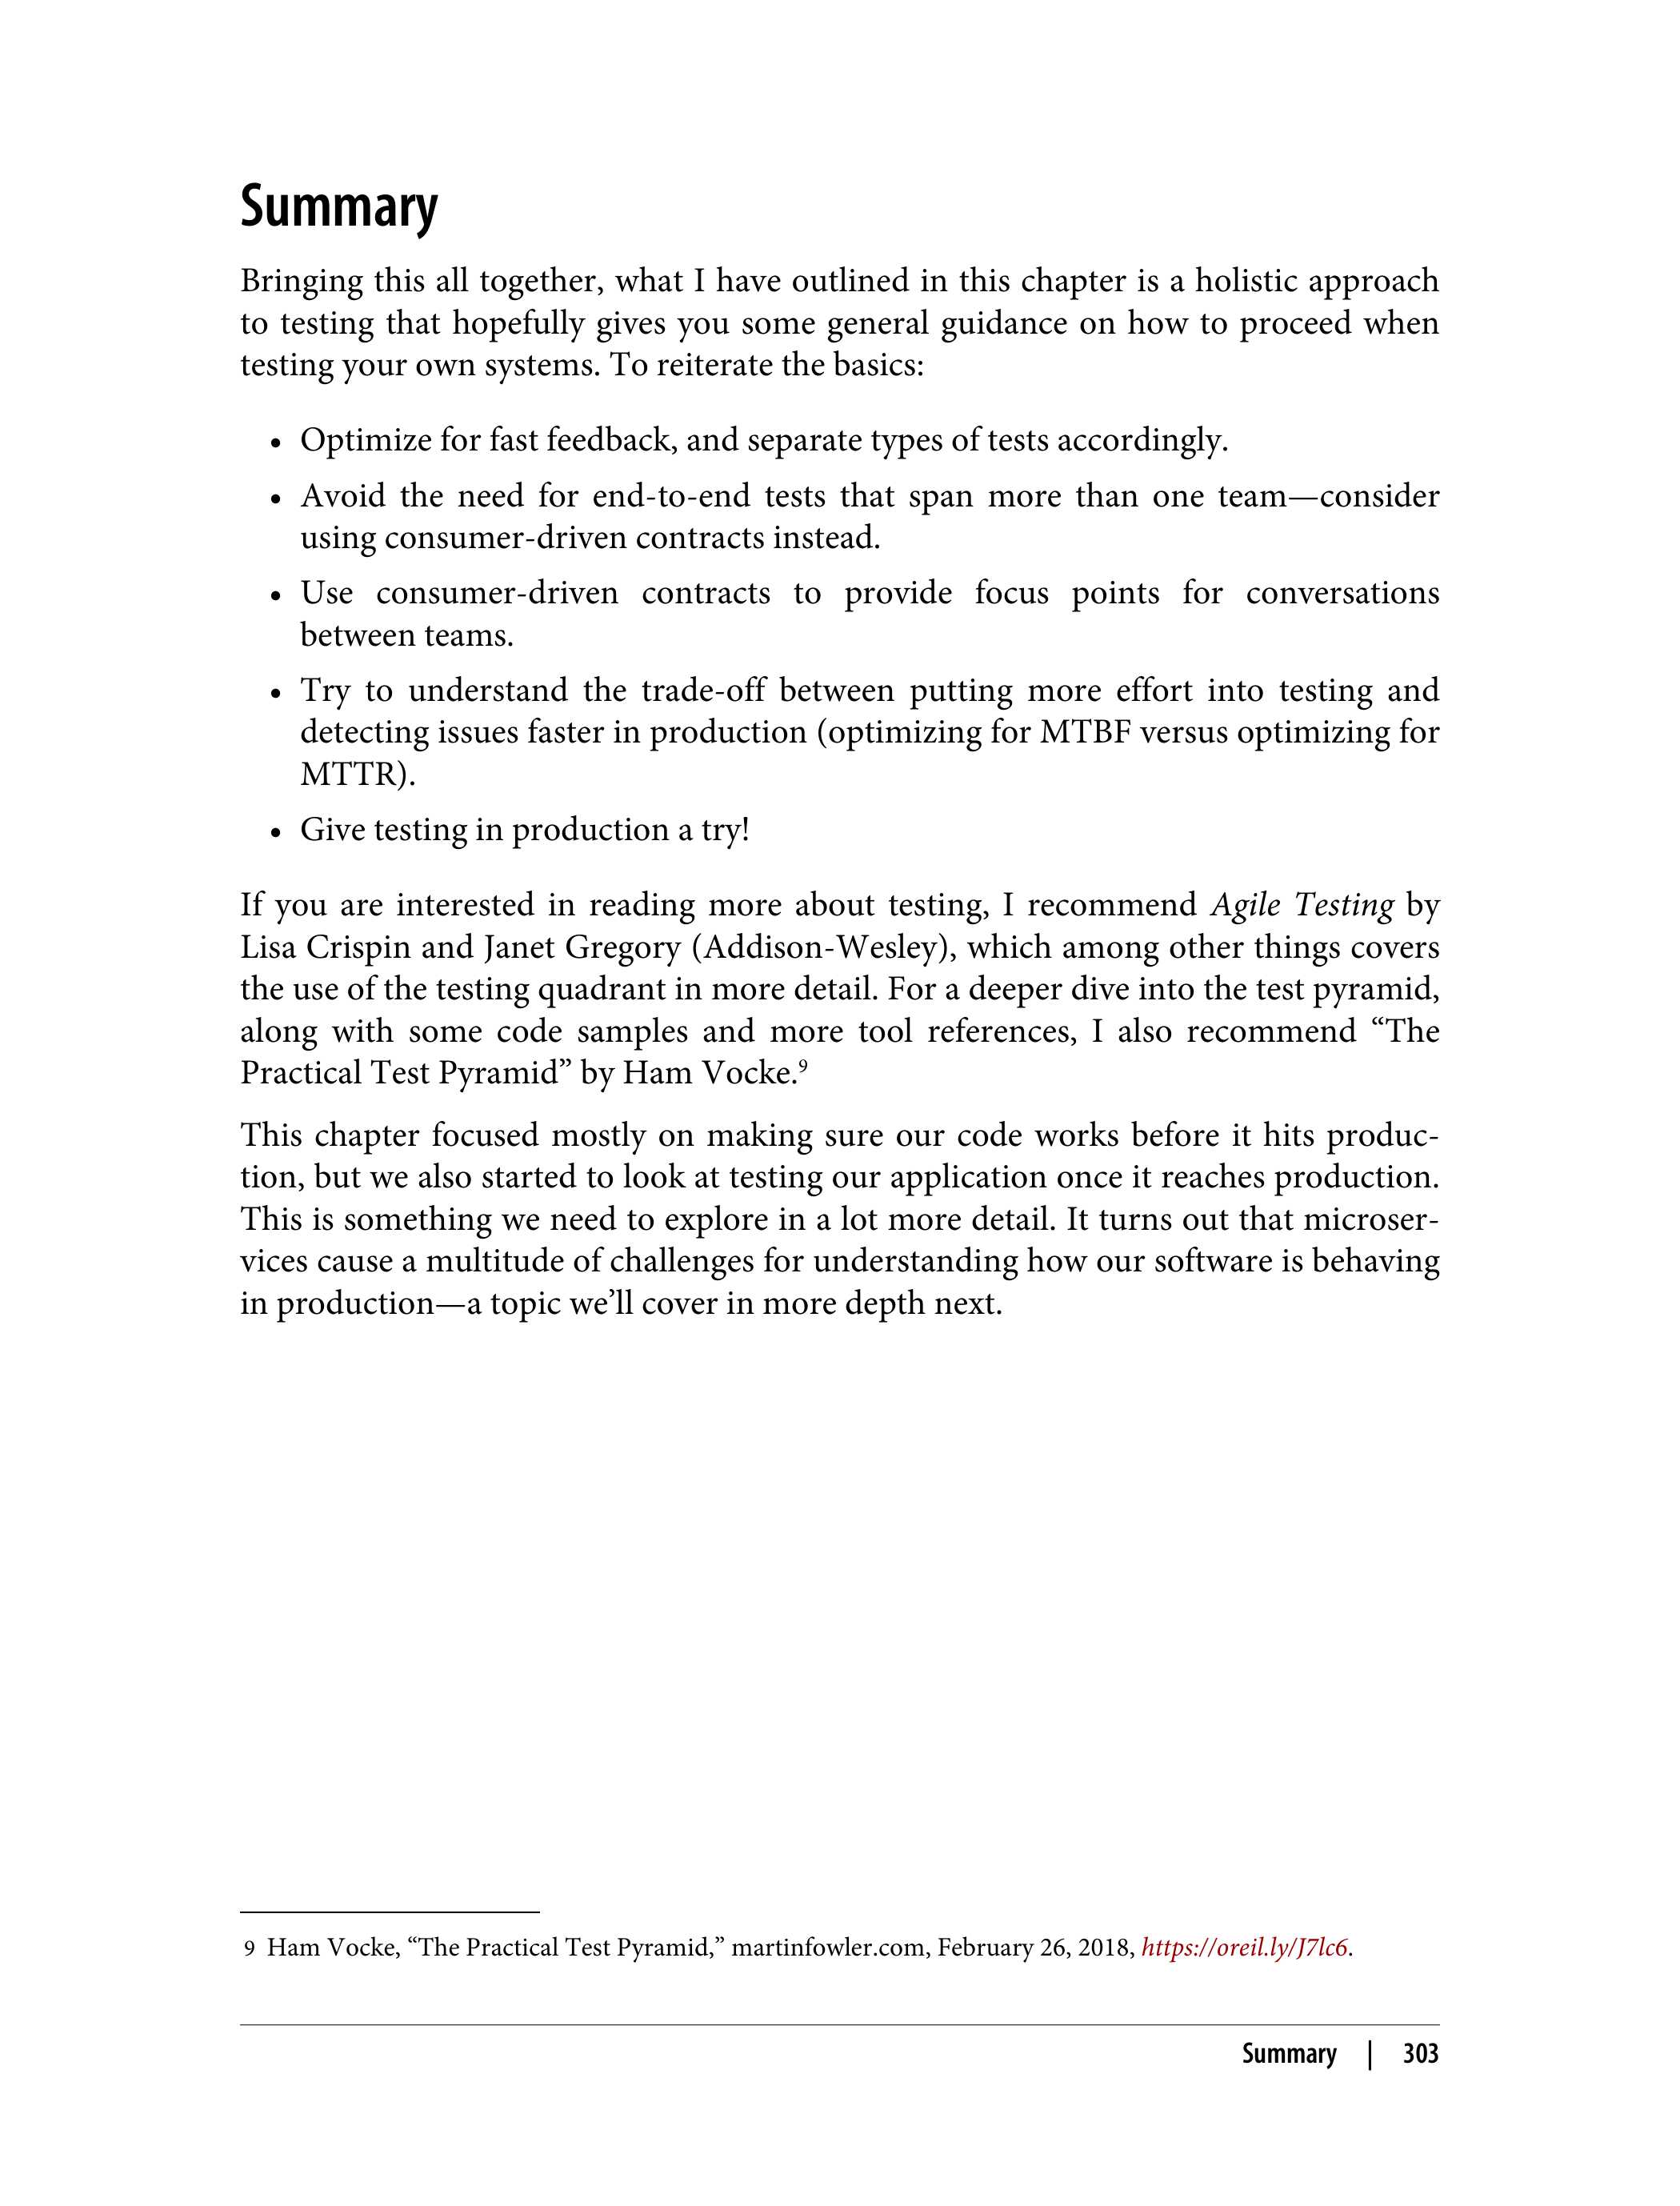 Summary
Bringing this all together, what I have outlined in this chapter is a holistic approach
to testing that hopefully gives you some general guidance on how to proceed when
testing your own systems. To reiterate the basics:
• Optimize for fast feedback, and separate types of tests accordingly.
• Avoid the need for end-to-end tests that span more than one team—consider
using consumer-driven contracts instead.
• Use consumer-driven contracts to provide focus points for conversations
between teams.
• Try to understand the trade-off between putting more effort into testing and
detecting issues faster in production (optimizing for MTBF versus optimizing for
MTTR).
• Give testing in production a try!
If you are interested in reading more about testing, I recommend Agile Testing by
Lisa Crispin and Janet Gregory (Addison-Wesley), which among other things covers
the use of the testing quadrant in more detail. For a deeper dive into the test pyramid,
along with some code samples and more tool references, I also recommend “The
Practical Test Pyramid” by Ham Vocke.⁹
This chapter focused mostly on making sure our code works before it hits produc-
tion, but we also started to look at testing our application once it reaches production.
This is something we need to explore in a lot more detail. It turns out that microser-
vices cause a multitude of challenges for understanding how our software is behaving
in production—a topic we’ll cover in more depth next.
9 Ham Vocke, “The Practical Test Pyramid,” martinfowler.com, February 26, 2018, https://oreil.ly/J7lc6.
Summary | 303